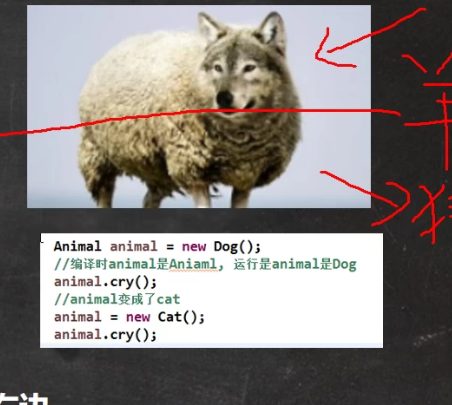 羊
Animal animal = new Dog();
//编译时animal是Aniaml, 运行是animal是Dog
animal.cry();
//animal变成了cat
animal = new Cat();
animal.cry();
右边